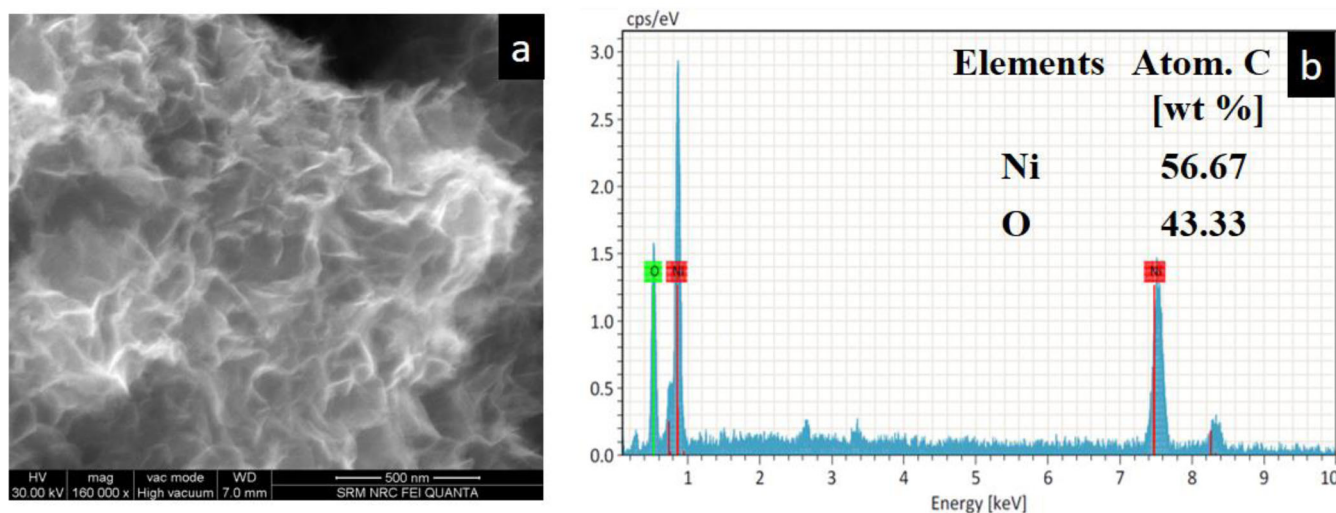 a
HV mag vac mode WD 500 nm
30.00 kV 160 000 x High vacuum 7.0 mm SRM NRC FEI QUANTA
cps/eV
b
Elements Atom. C
[wt %]
Ni 56.67
O 43.33
3.0
2.5
2.0
1.5
1.0
0.5
0.0
O Ni Ni
1 2 3 4 5 6 7 8 9 10
Energy [keV]